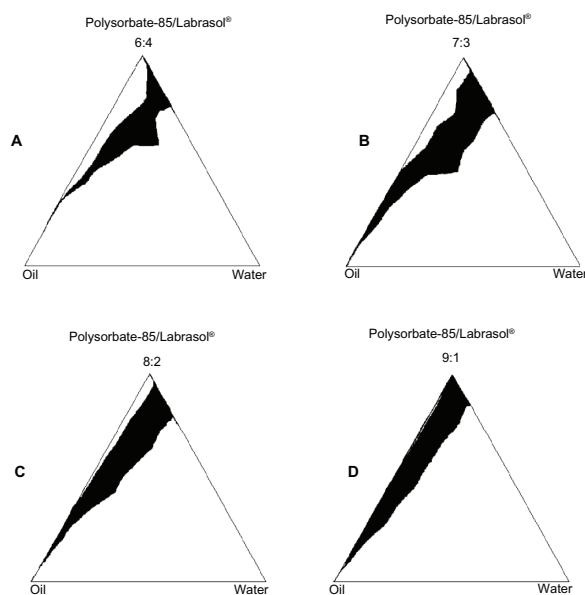 Polysorbate-85/Labrasol®
6:4
A
Oil
Water
Polysorbate-85/Labrasol®
7:3
B
Oil
Water
Polysorbate-85/Labrasol®
8:2
C
Oil
Water
Polysorbate-85/Labrasol®
9:1
D
Oil
Water